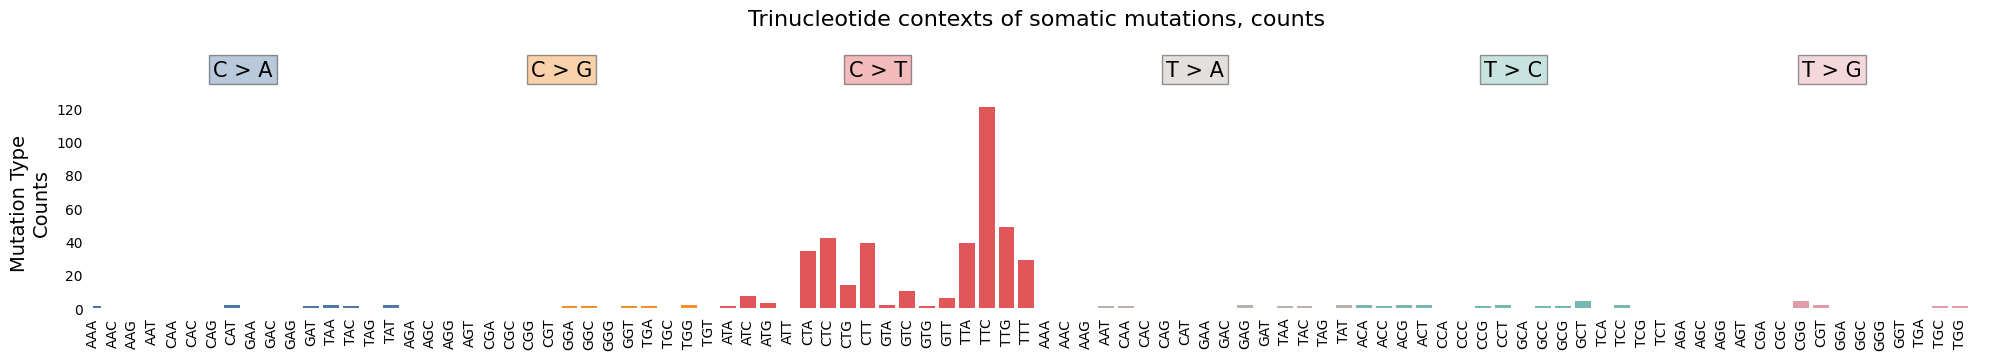 Trinucleotide contexts of somatic mutations, counts
C > A C > G C > T T > A T > C T > G
Mutation Type
Counts
120
100
80
60
40
20
0
AAA AAC AAG AAT CAA CAC CAG CAT GAA GAC GAG GAT TAA TAC TAG TAT AGA AGC AGG AGT CGA CGC CGG CGT GGA GGC GGG GGT TGA TGC TGG TGT ATA ATC ATG ATT CTA CTC CTG CTT GTA GTC GTG GTT TTA TTC TTG TTT AAA AAC AAG AAT CAA CAC CAG CAT GAA GAC GAG GAT TAA TAC TAG TAT ACA ACC ACG ACT CCA CCC CCG CCT GCA GCC GCG GCT TCA TCC TCG TCT AGA AGC AGG AGT CGA CGC CGG CGT GGA GGC GGG GGT TGA TGC TGG